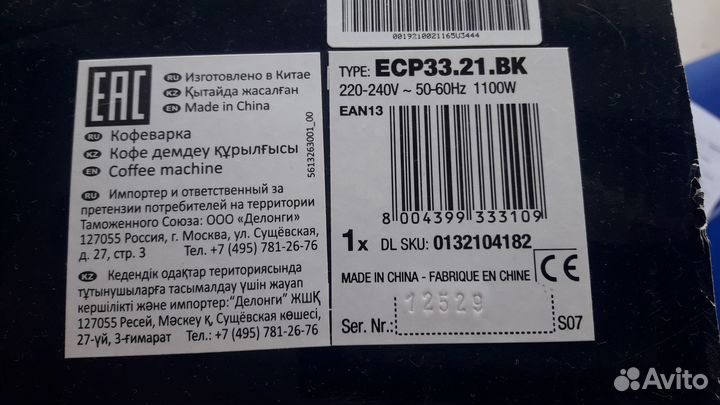 0019210021165U3444
EAC
RU Изготовлено в Китае
KZ Қытайда жасалған
EN Made in China
RU Кофеварка
KZ Кофе демдеу құрылғысы
EN Coffee machine
5613263001_00
RU Импортер и ответственный за
претензии потребителей на территории
Таможенного Союза: ООО «Делонги»
127055 Россия, г. Москва, ул. Сущёвская,
д. 27, стр. 3 Тел. +7 (495) 781-26-76
KZ Кедендік одақтар териториясында
тұтынушыларға тасымалдау үшін жауап
кершілікті және импортер:"Делонги" ЖШҚ
127055 Ресей, Мәскеу қ, Сущёвская көшесі,
27-үй, 3-ғимарат Тел.: +7 (495) 781-26-76
TYPE: ECP33.21.BK
220-240V ~ 50-60Hz 1100W
EAN13
8 004399 333109
1x DL SKU: 0132104182
MADE IN CHINA - FABRIQUE EN CHINE
CE
12529
Ser. Nr.: S07
Avito